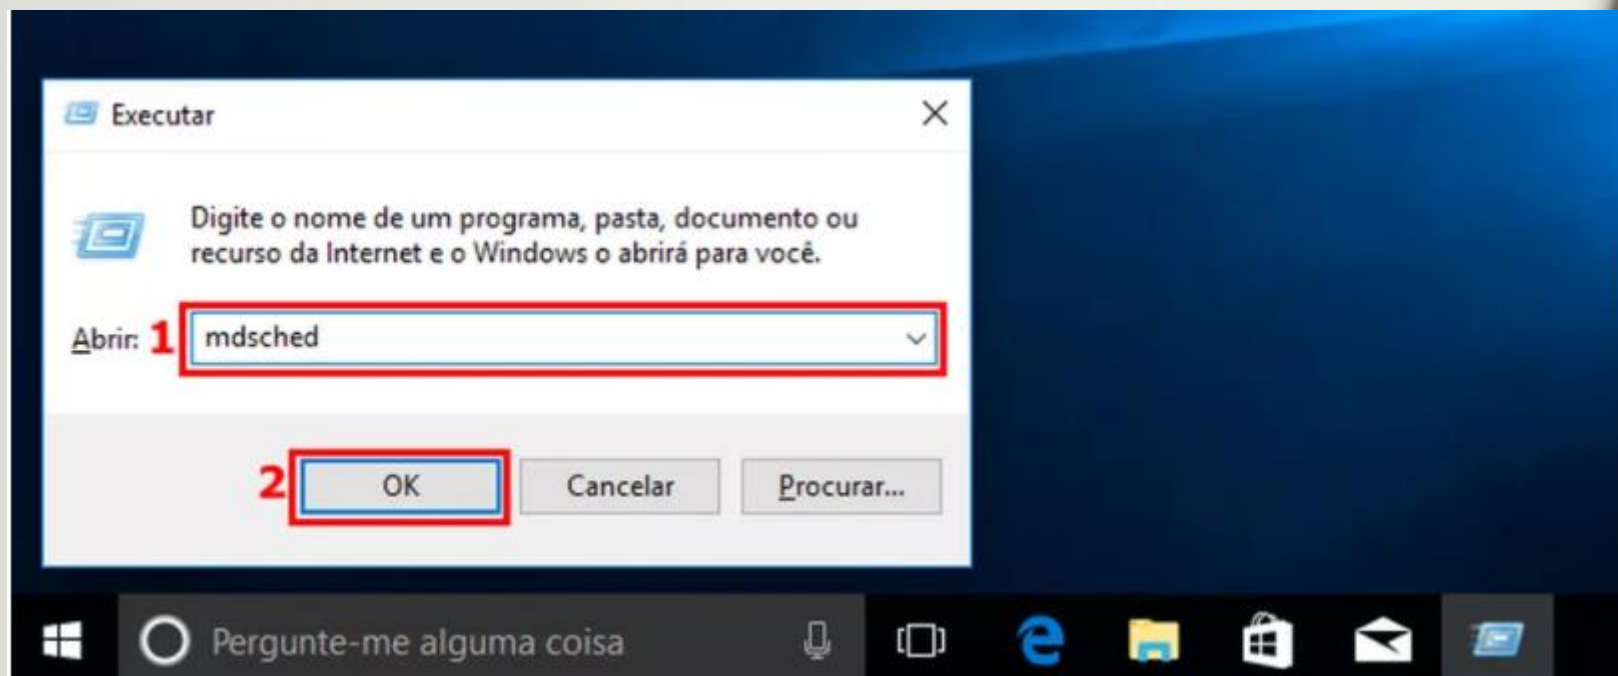 Executar
Digite o nome de um programa, pasta, documento ou
recurso da Internet e o Windows o abrirá para você.
Abrir: 1 mdsched
2 OK Cancelar Procurar...
Pergunte-me alguma coisa